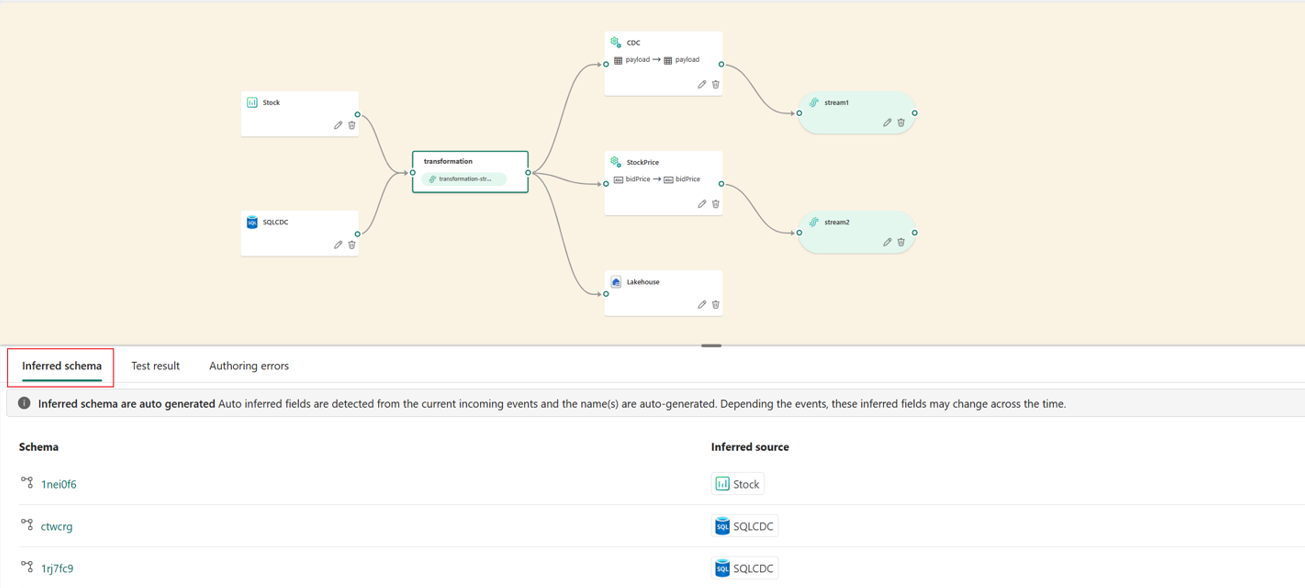 CDC
payload → payload
Stock
stream1
transformation
transformation-str...
StockPrice
bidPrice → bidPrice
SQL SQLCDC
stream2
Lakehouse
Inferred schema Test result Authoring errors
Inferred schema are auto generated Auto inferred fields are detected from the current incoming events and the name(s) are auto-generated. Depending the events, these inferred fields may change across the time.
Schema Inferred source
1nei0f6 Stock
ctwcrg SQL SQLCDC
1rj7fc9 SQL SQLCDC